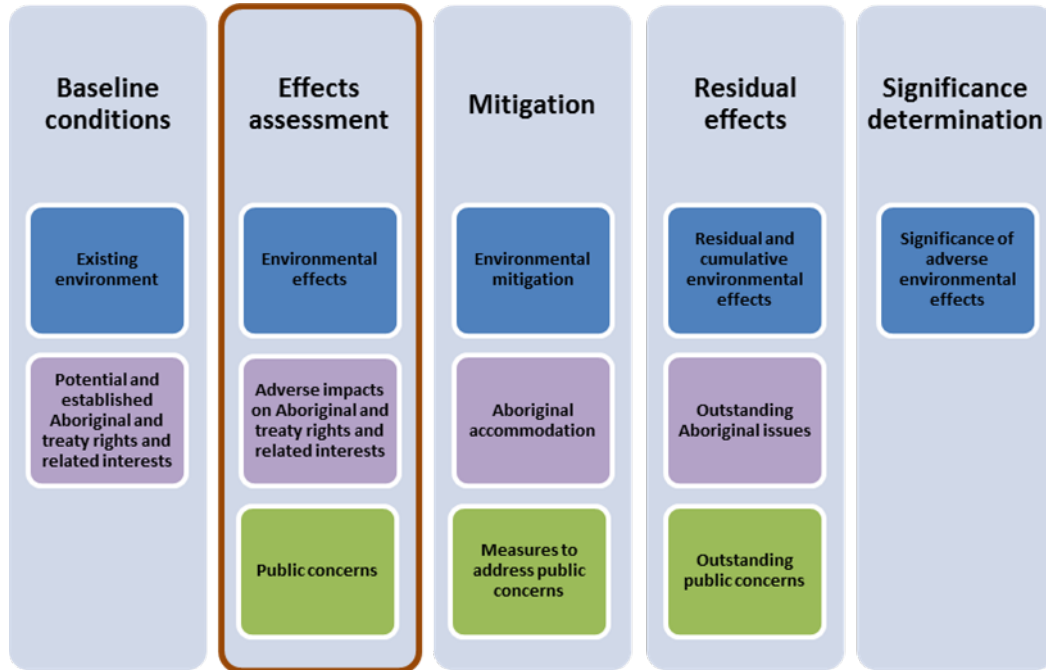 Baseline
conditions
Existing
environment
Potential and
established
Aboriginal and
treaty rights and
related interests
Effects
assessment
Environmental
effects
Adverse impacts
on Aboriginal and
treaty rights and
related interests
Public concerns
Mitigation
Environmental
mitigation
Aboriginal
accommodation
Measures to
address public
concerns
Residual
effects
Residual and
cumulative
environmental
effects
Outstanding
Aboriginal issues
Outstanding
public concerns
Significance
determination
Significance of
adverse
environmental
effects